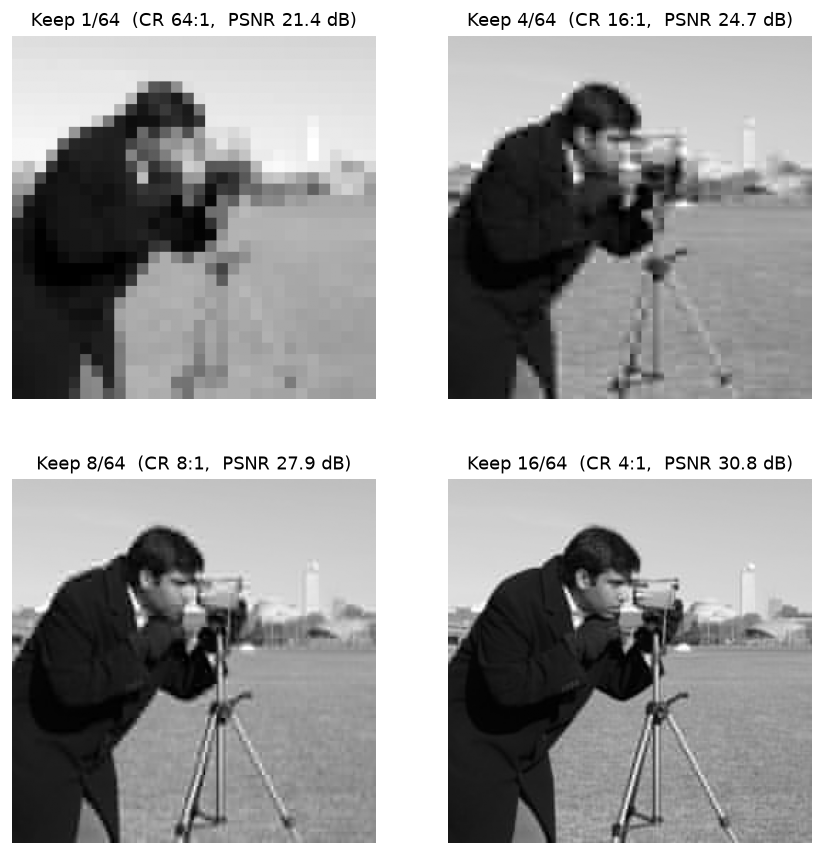 Keep 1/64  (CR 64:1,  PSNR 21.4 dB)
Keep 4/64  (CR 16:1,  PSNR 24.7 dB)
Keep 8/64  (CR 8:1,  PSNR 27.9 dB)
Keep 16/64  (CR 4:1,  PSNR 30.8 dB)